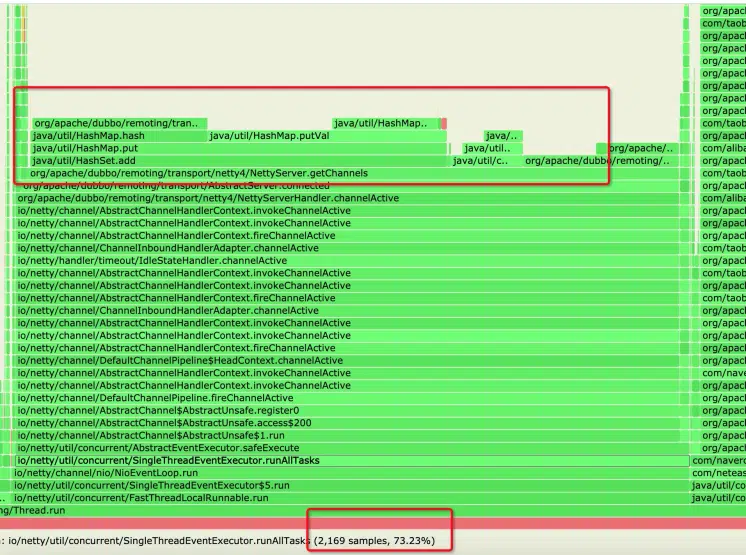 org/apac
com/taob
org/apac
org/apac
org/apac
org/apac
org/apac
org/apac
org/apac
org/apache/dubbo/remoting/tran.. java/util/HashMap.. com/taob
java/util/HashMap.hash java/util/HashMap.putVal java/.. org/apac
java/util/HashMap.put java/util.. org/apache/.. com/aliba
java/util/HashSet.add java/util/c.. org/apache/dubbo/remoting/.. org/apac
org/apache/dubbo/remoting/transport/netty4/NettyServer.getChannels com/taob
org/apache/dubbo/remoting/transport/AbstractServer.connected org/apac
org/apache/dubbo/remoting/transport/netty4/NettyServerHandler.channelActive com/aliba
io/netty/channel/AbstractChannelHandlerContext.invokeChannelActive org/apac
io/netty/channel/AbstractChannelHandlerContext.invokeChannelActive org/apac
io/netty/channel/AbstractChannelHandlerContext.fireChannelActive org/apac
io/netty/channel/ChannelInboundHandlerAdapter.channelActive com/taob
io/netty/handler/timeout/IdleStateHandler.channelActive org/apac
io/netty/channel/AbstractChannelHandlerContext.invokeChannelActive com/taob
io/netty/channel/AbstractChannelHandlerContext.invokeChannelActive org/apac
io/netty/channel/AbstractChannelHandlerContext.fireChannelActive com/taob
io/netty/channel/ChannelInboundHandlerAdapter.channelActive org/apac
io/netty/channel/AbstractChannelHandlerContext.invokeChannelActive org/apac
io/netty/channel/AbstractChannelHandlerContext.invokeChannelActive org/apac
io/netty/channel/AbstractChannelHandlerContext.fireChannelActive org/apac
io/netty/channel/DefaultChannelPipeline$HeadContext.channelActive org/apac
io/netty/channel/AbstractChannelHandlerContext.invokeChannelActive com/nave
io/netty/channel/AbstractChannelHandlerContext.invokeChannelActive org/apac
io/netty/channel/DefaultChannelPipeline.fireChannelActive org/apac
io/netty/channel/AbstractChannel$AbstractUnsafe.register0 org/apac
io/netty/channel/AbstractChannel$AbstractUnsafe.access$200 org/apac
io/netty/channel/AbstractChannel$AbstractUnsafe$1.run org/apac
io/netty/util/concurrent/AbstractEventExecutor.safeExecute org/apac
io/netty/util/concurrent/SingleThreadEventExecutor.runAllTasks com/naverc
io/netty/channel/nio/NioEventLoop.run com/neteas
io/netty/util/concurrent/SingleThreadEventExecutor$5.run java/util/co
.. io/netty/util/concurrent/FastThreadLocalRunnable.run java/util/co
ng/Thread.run
: io/netty/util/concurrent/SingleThreadEventExecutor.runAllTasks (2,169 samples, 73.23%)